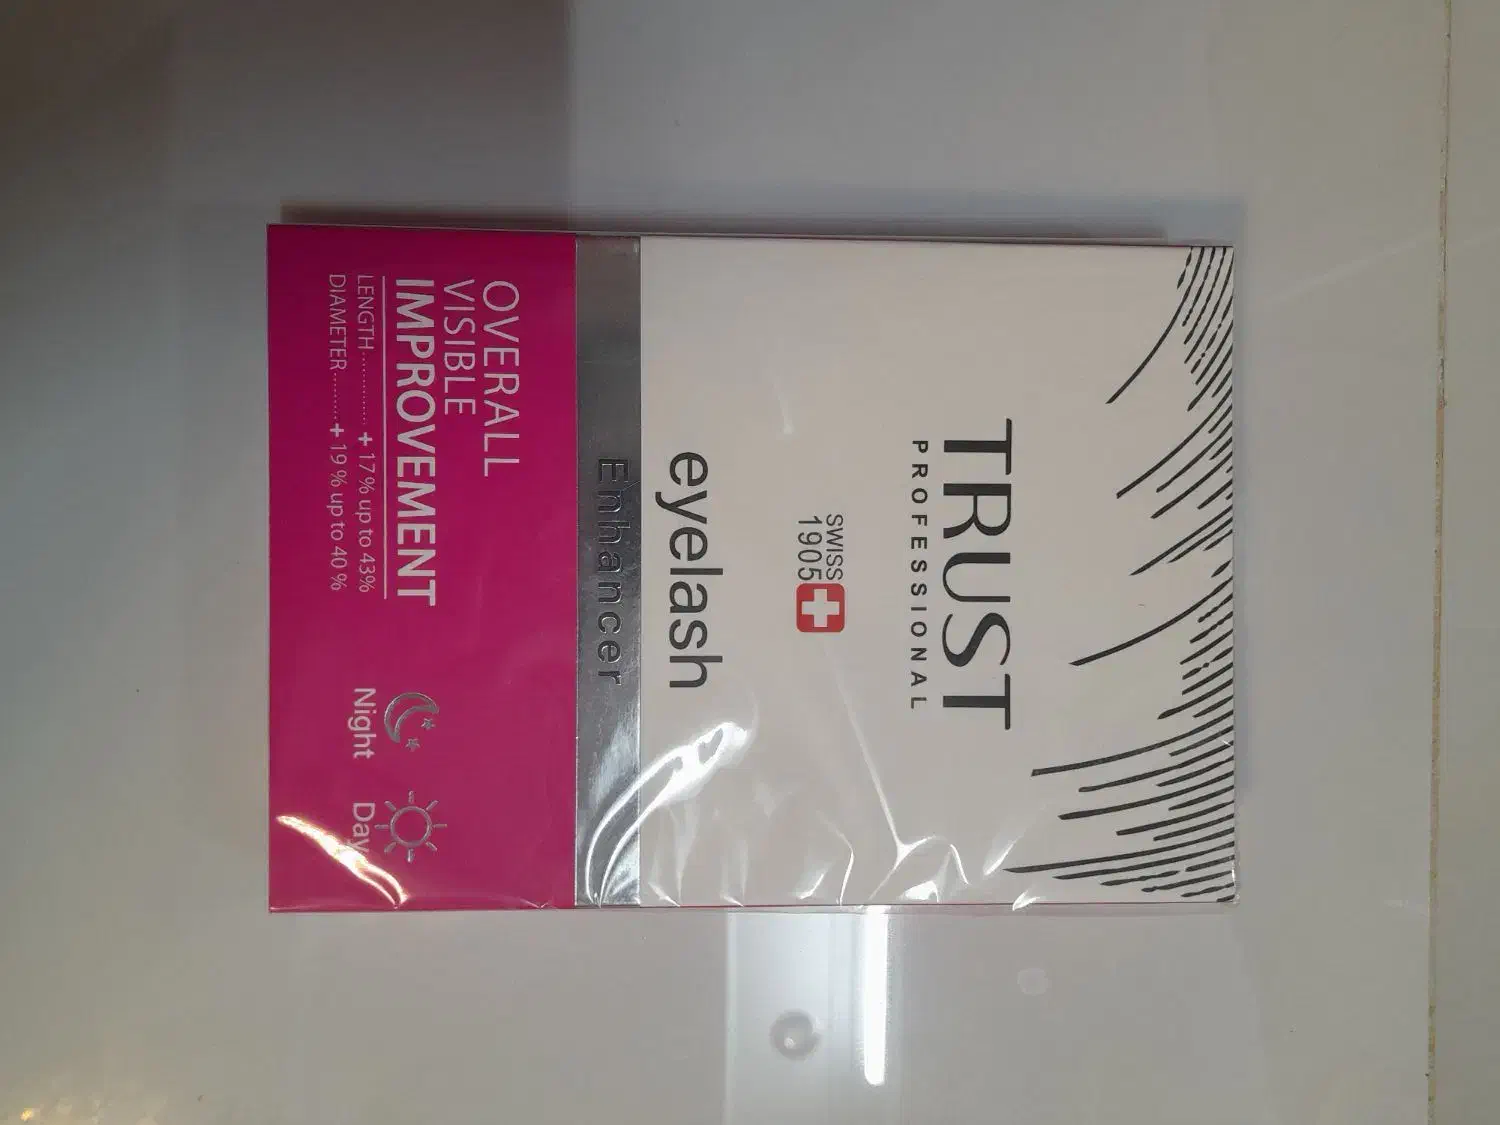 TRUST
PROFESSIONAL
SWISS
1905
eyelash
Enhancer
OVERALL
VISIBLE
IMPROVEMENT
LENGTH.............+ 17% up to 43%
DIAMETER..........+ 19% up to 40 %
Night Day